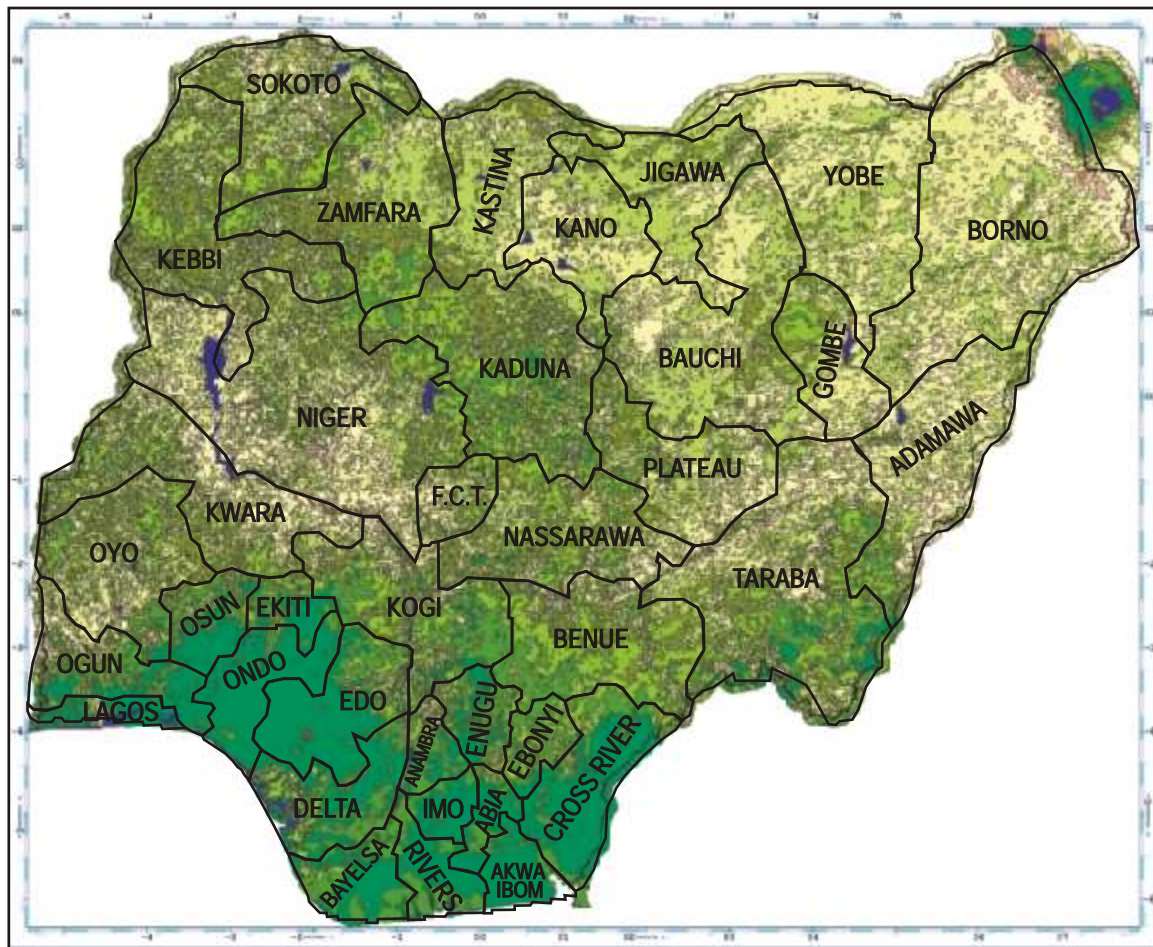 SOKOTO
KASTINA
JIGAWA
YOBE
ZAMFARA
KANO
BORNO
KEBBI
KADUNA
BAUCHI
GOMBE
NIGER
ADAMAWA
PLATEAU
F.C.T.
KWARA
NASSARAWA
OYO
TARABA
OSUN
EKITI
KOGI
BENUE
OGUN
ONDO
EDO
LAGOS
ENUGU
ANAMBRA
EBONYI
CROSS RIVER
DELTA
IMO
ABIA
BAYELSA
RIVERS
AKWA
IBOM